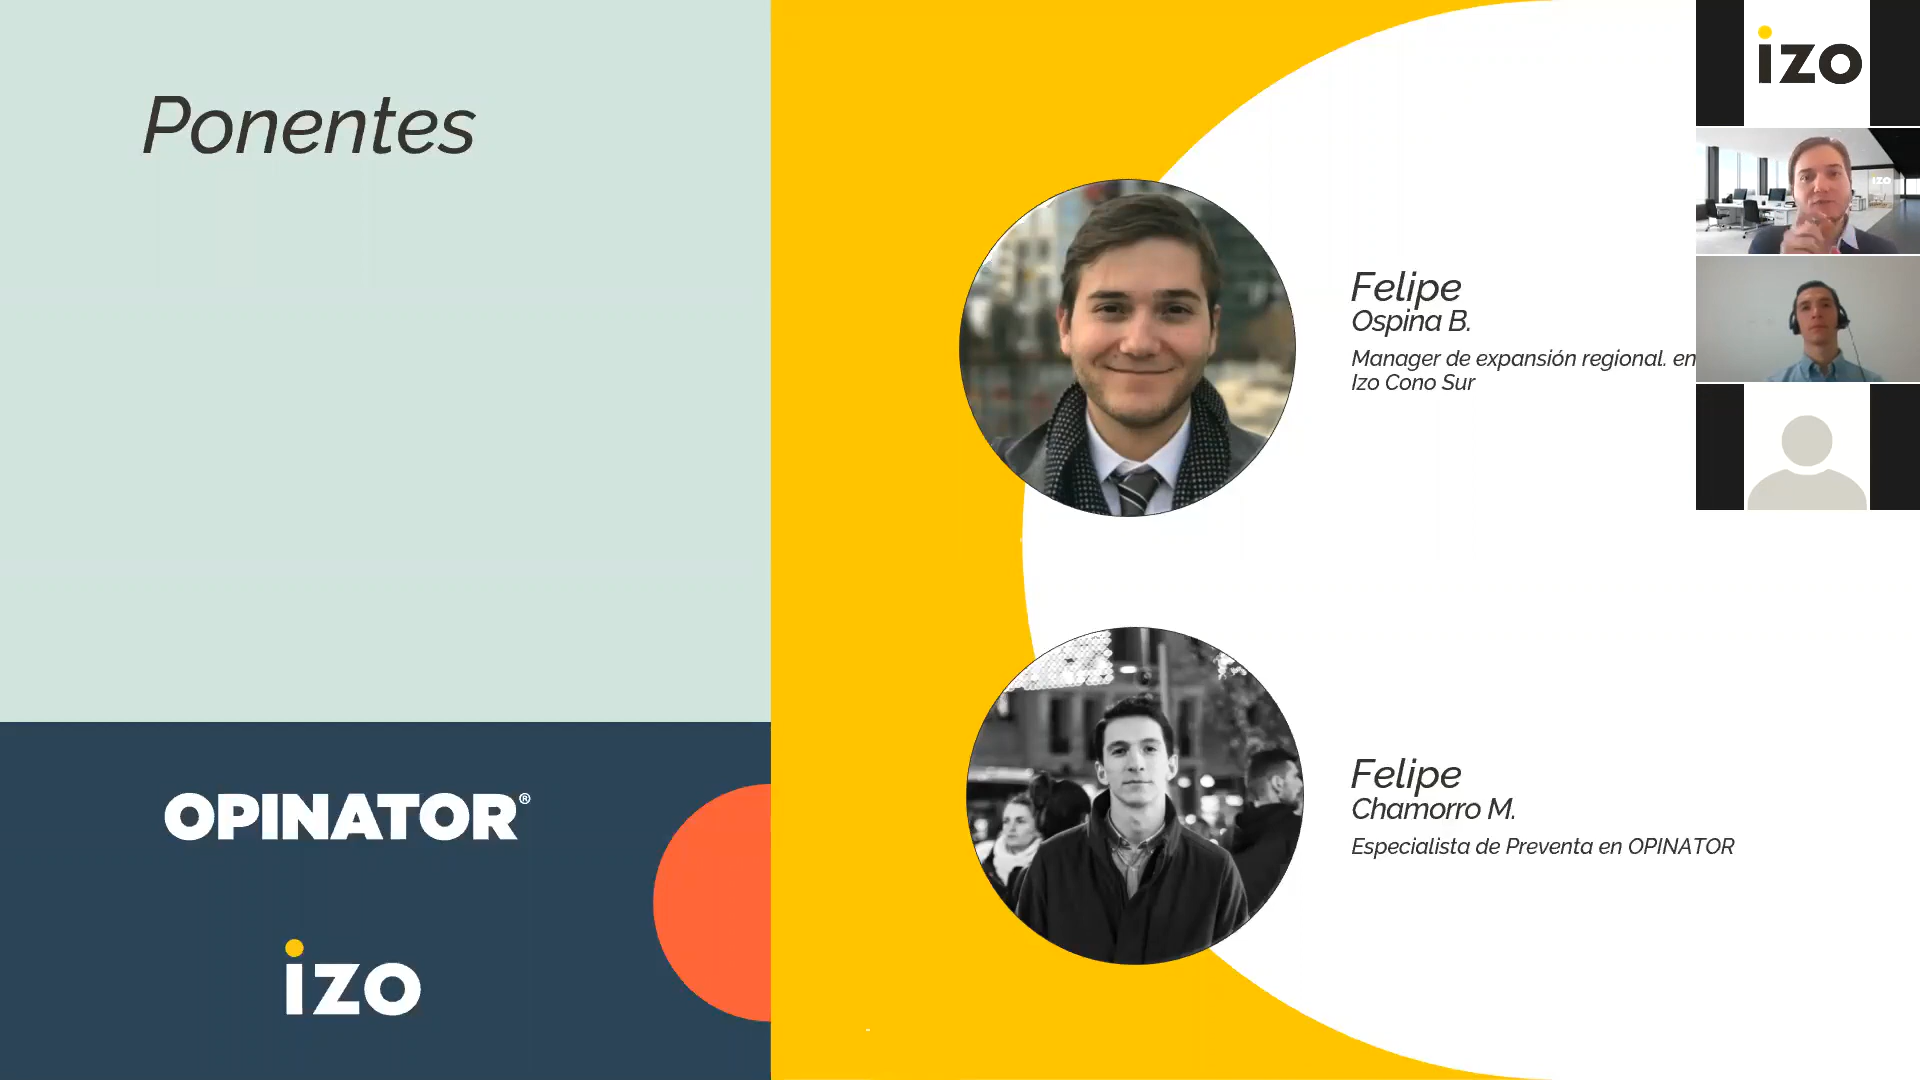 Ponentes
Felipe
Ospina B.
Manager de expansión regional. en
Izo Cono Sur
Felipe
Chamorro M.
Especialista de Preventa en OPINATOR
OPINATOR®
izo
izo
izo